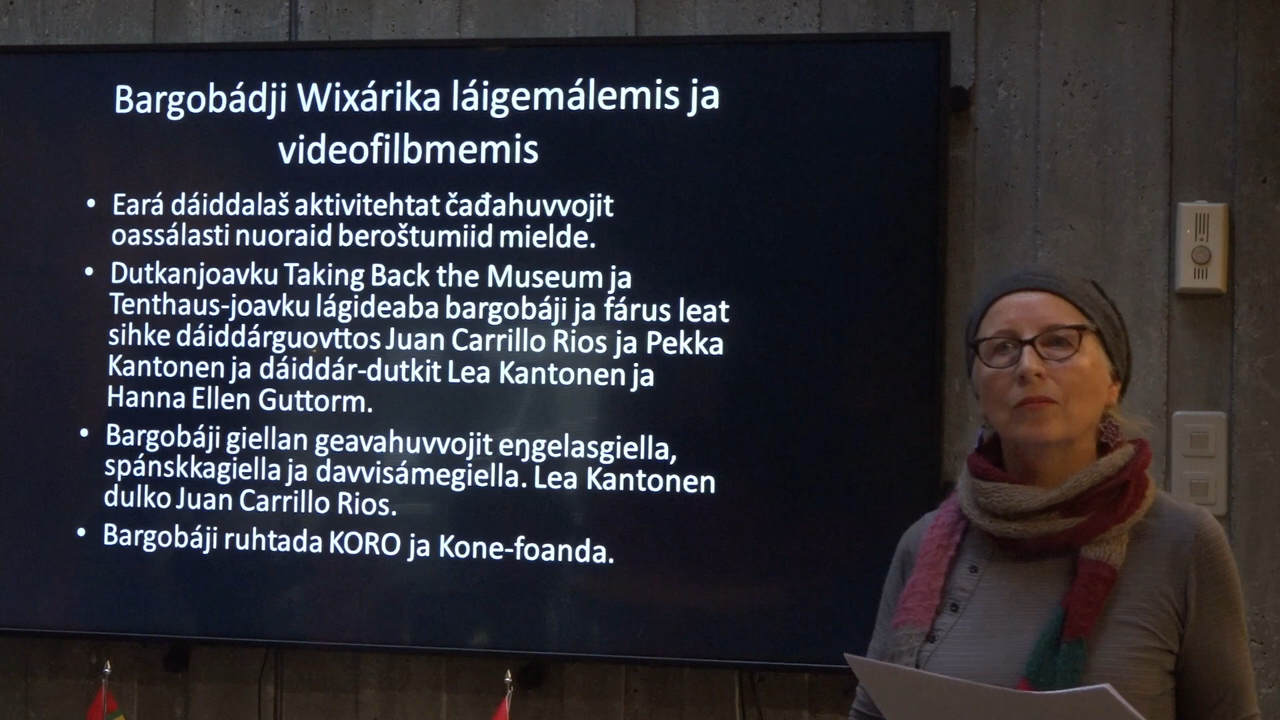 Bargobádji Wixárika láigemálemis ja
videofilbmemis
• Eará dáiddalaš aktivitehtat čađahuvvojit
oassálasti nuoraid beroštumiid mielde.
• Dutkanjoavku Taking Back the Museum ja
Tenthaus-joavku lágideaba bargobáji ja fárus leat
sihke dáiddárguovttos Juan Carrillo Rios ja Pekka
Kantonen ja dáiddár-dutkit Lea Kantonen ja
Hanna Ellen Guttorm.
• Bargobáji giellan geavahuvvojit eŋgelasgiella,
spánskkagiella ja davvisámegiella. Lea Kantonen
dulko Juan Carrillo Rios.
• Bargobáji ruhtada KORO ja Kone-foanda.